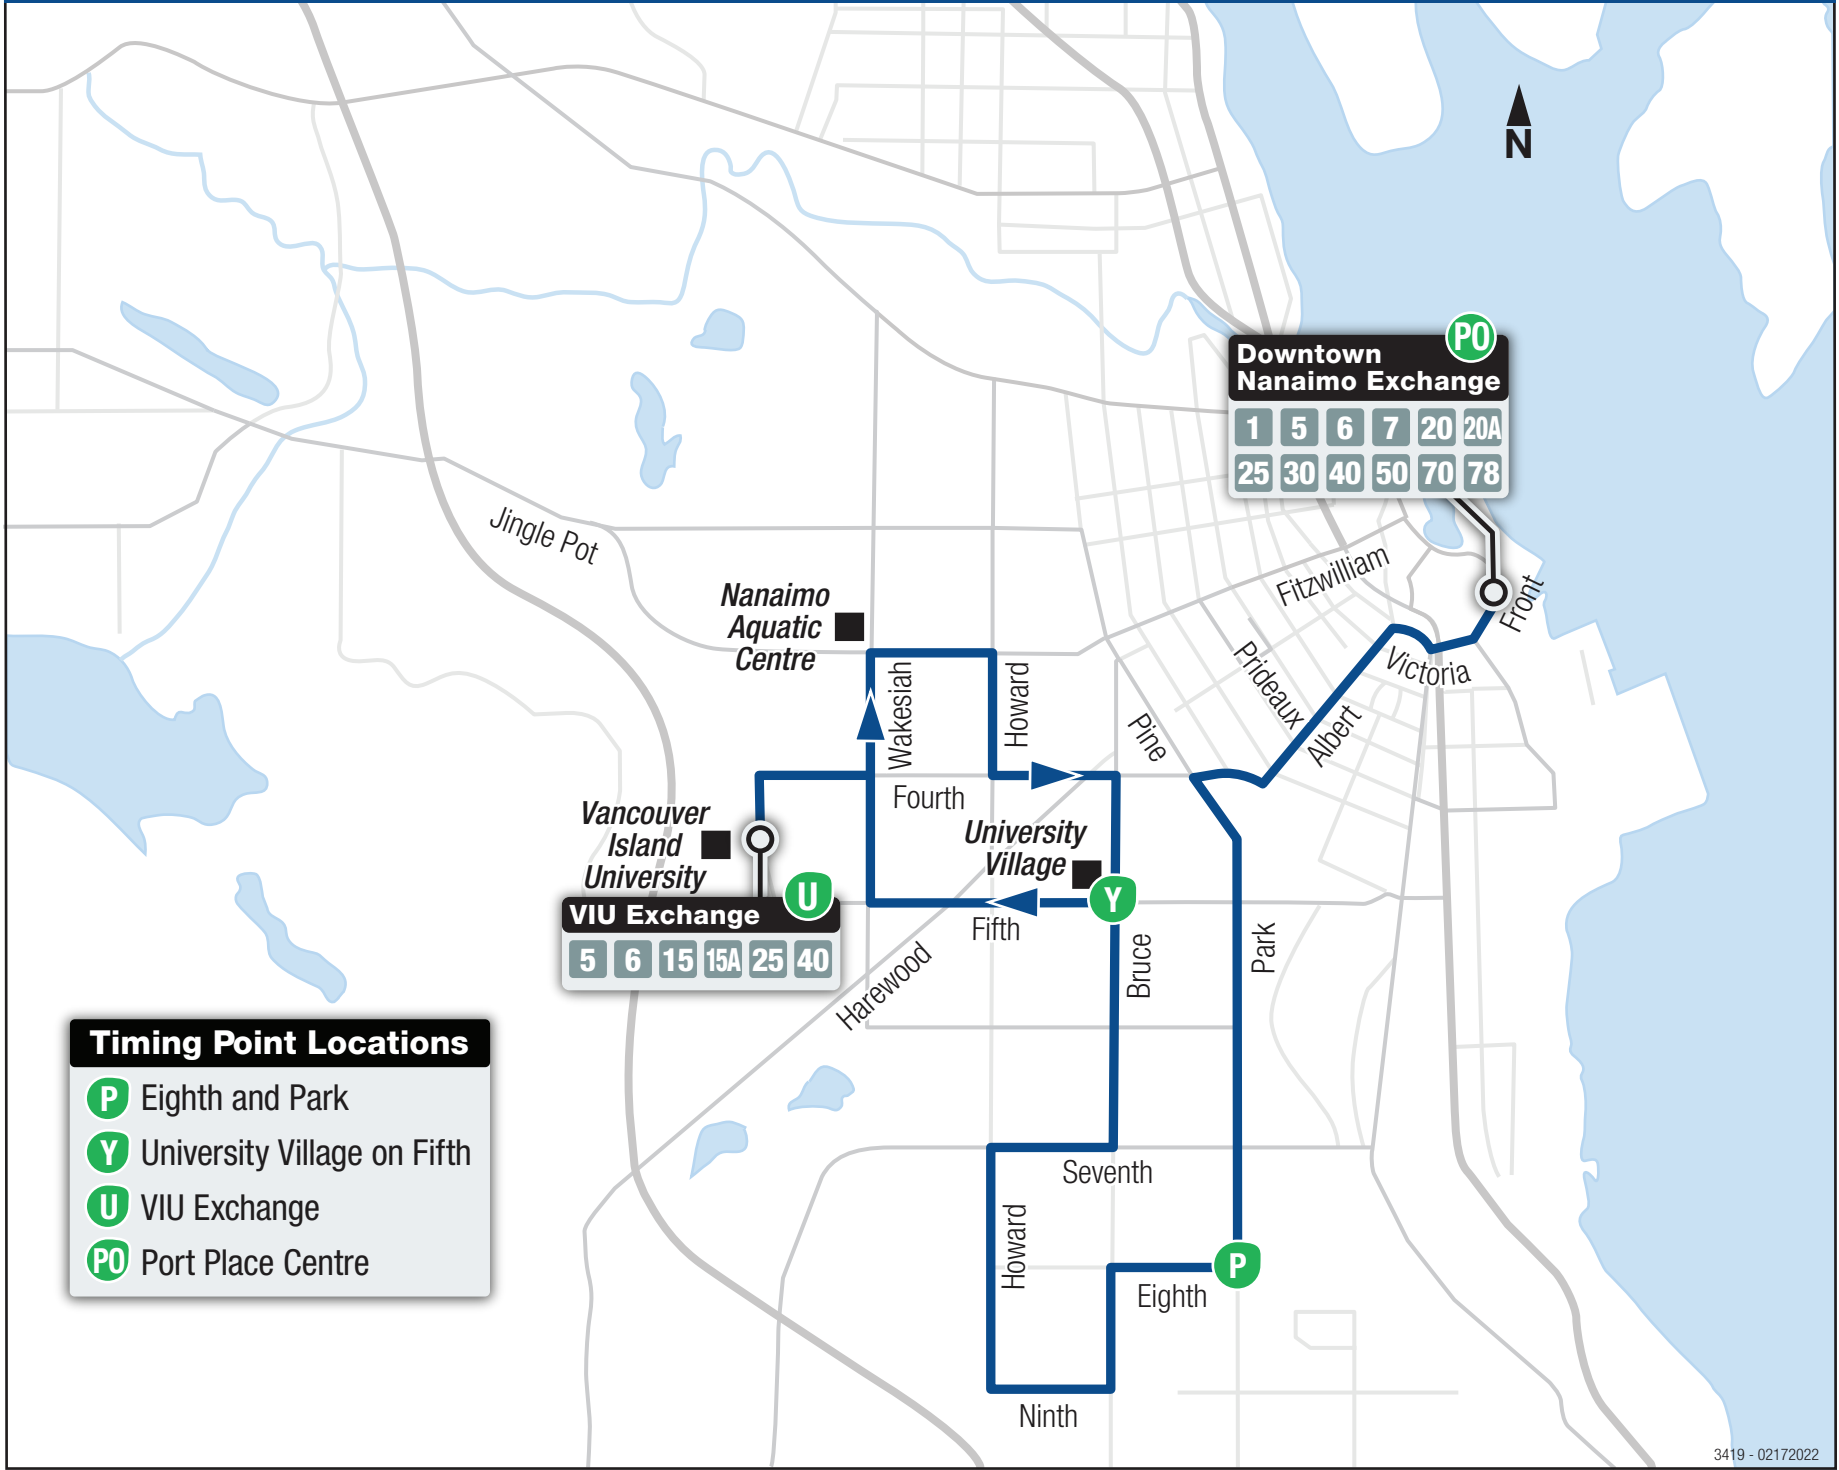 N
PO
Downtown
Nanaimo Exchange
1 5 6 7 20 20A
25 30 40 50 70 78
Jingle Pot
Fitzwilliam
Front
Nanaimo
Aquatic
Centre
Wakesiah
Howard
Pine
Prideaux
Albert
Victoria
Fourth
Vancouver
Island
University
University
Village
U
Y
VIU Exchange
5 6 15 15A 25 40
Fifth
Harewood
Bruce
Park
Seventh
Howard
P
Eighth
Ninth
Timing Point Locations
P Eighth and Park
Y University Village on Fifth
U VIU Exchange
PO Port Place Centre
3419 - 02172022